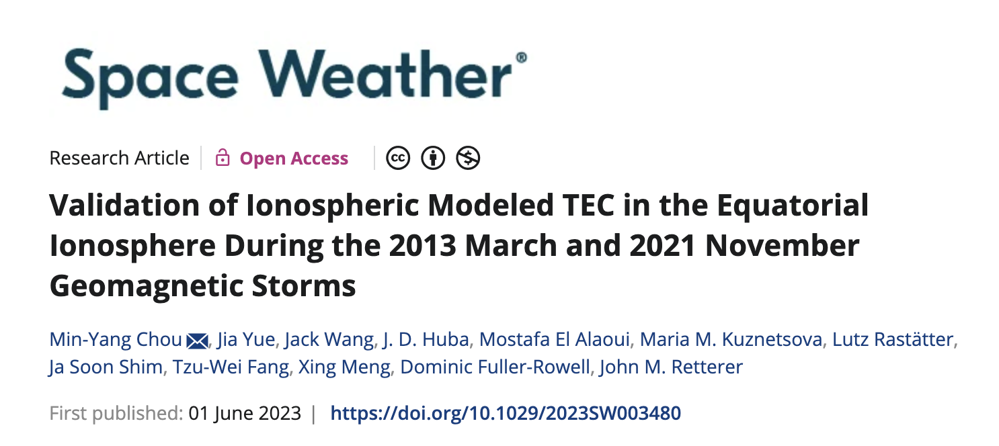 Space Weather®
Research Article Open Access cc
Validation of Ionospheric Modeled TEC in the Equatorial
Ionosphere During the 2013 March and 2021 November
Geomagnetic Storms
Min-Yang Chou, Jia Yue, Jack Wang, J. D. Huba, Mostafa El Alaoui, Maria M. Kuznetsova, Lutz Rastätter,
Ja Soon Shim, Tzu-Wei Fang, Xing Meng, Dominic Fuller-Rowell, John M. Retterer
First published: 01 June 2023 | https://doi.org/10.1029/2023SW003480